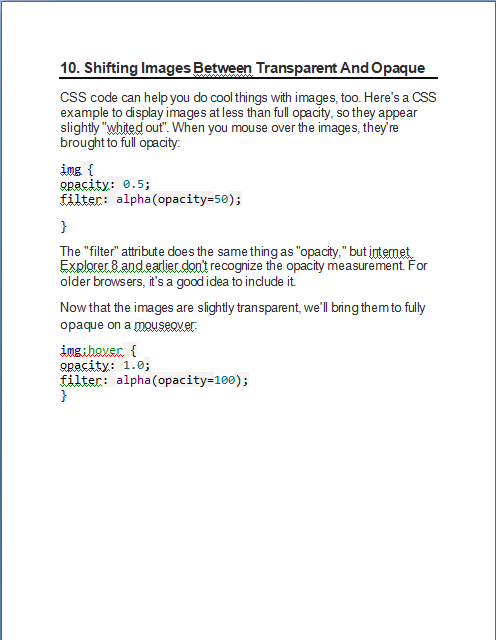 10. Shifting Images Between Transparent And Opaque
CSS code can help you do cool things with images, too. Here's a CSS
example to display images at less than full opacity, so they appear
slightly "whited out". When you mouse over the images, they're
brought to full opacity:
img {
opacity: 0.5;
filter: alpha(opacity=50);
}
The "filter" attribute does the same thing as "opacity," but internet
Explorer 8 and earlier don't recognize the opacity measurement. For
older browsers, it's a good idea to include it.
Now that the images are slightly transparent, we'll bring them to fully
opaque on a mouseover:
img:hover {
opacity: 1.0;
filter: alpha(opacity=100);
}